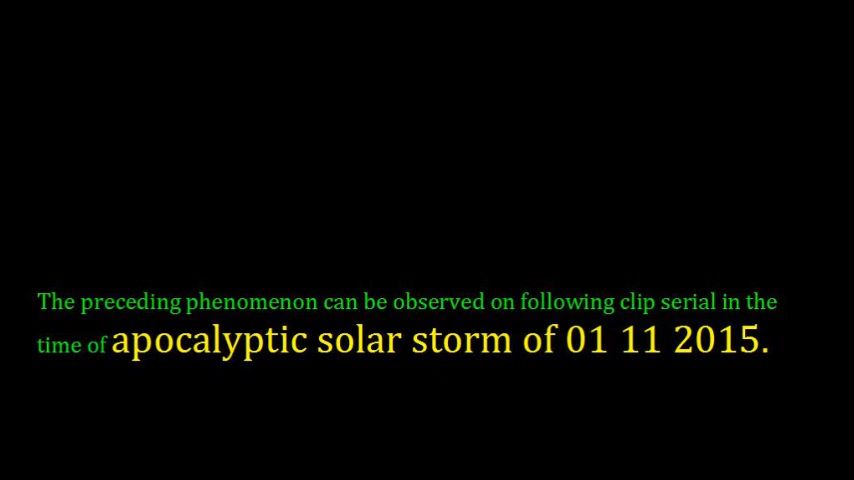 The preceding phenomenon can be observed on following clip serial in the
time of apocalyptic solar storm of 01 11 2015.